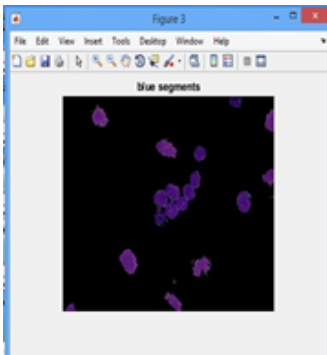 Figure 3
File Edit View Insert Tools Desktop Window Help
blue segments